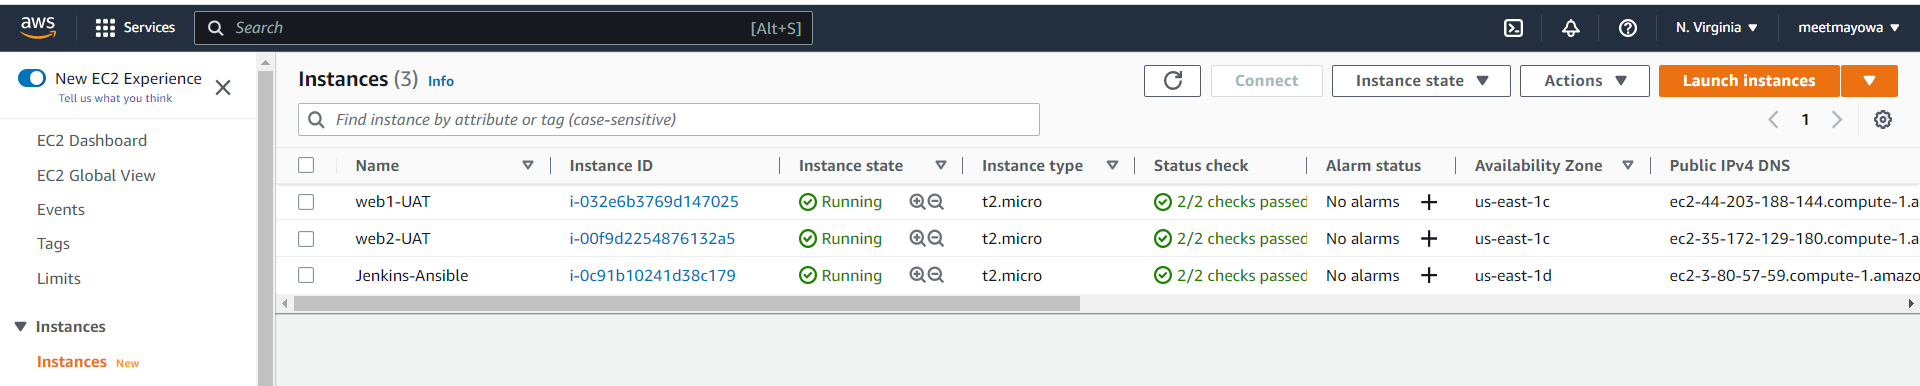 aws Services Search [Alt+S] N. Virginia meetmayowa
New EC2 Experience
Tell us what you think
EC2 Dashboard
EC2 Global View
Events
Tags
Limits
Instances
Instances New
Instances (3) Info Connect Instance state Actions Launch instances
Find instance by attribute or tag (case-sensitive) 1
Name Instance ID Instance state Instance type Status check Alarm status Availability Zone Public IPv4 DNS
web1-UAT i-032e6b3769d147025 Running t2.micro 2/2 checks passed No alarms + us-east-1c ec2-44-203-188-144.compute-1.a
web2-UAT i-00f9d2254876132a5 Running t2.micro 2/2 checks passed No alarms + us-east-1c ec2-35-172-129-180.compute-1.a
Jenkins-Ansible i-0c91b10241d38c179 Running t2.micro 2/2 checks passed No alarms + us-east-1d ec2-3-80-57-59.compute-1.amazo